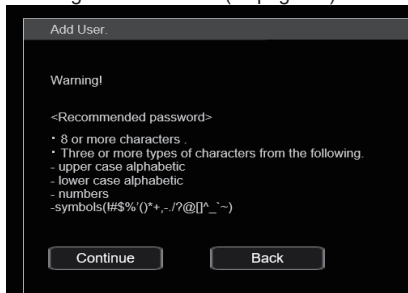 Add User.
Warning!
<Recommended password>
・8 or more characters .
・Three or more types of characters from the following.
- upper case alphabetic
- lower case alphabetic
- numbers
-symbols(!#$%'()*+,-./?@[]^_`~)
Continue
Back